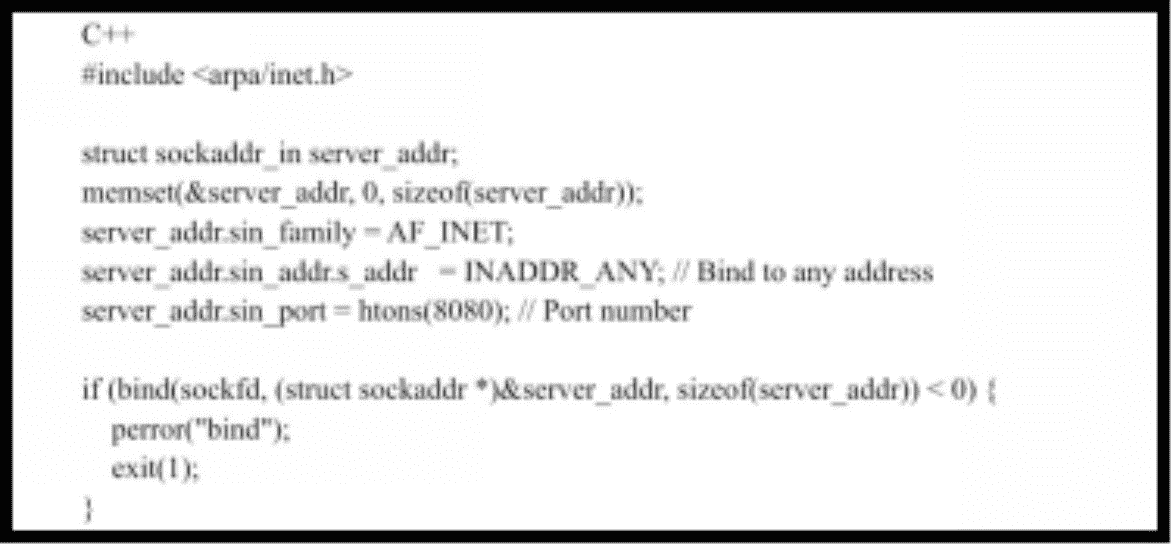 C++
#include <arpa/inet.h>
struct sockaddr_in server_addr;
memset(&server_addr, 0, sizeof(server_addr));
server_addr.sin_family = AF_INET;
server_addr.sin_addr.s_addr = INADDR_ANY; // Bind to any address
server_addr.sin_port = htons(8080); // Port number
if (bind(sockfd, (struct sockaddr *)&server_addr, sizeof(server_addr)) < 0) {
perror("bind");
exit(1);
}